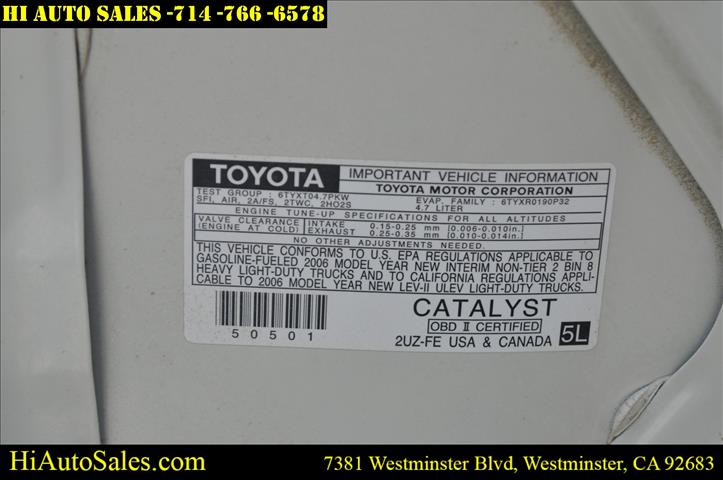 HI AUTO SALES -714 -766 -6578
TOYOTA IMPORTANT VEHICLE INFORMATION
TOYOTA MOTOR CORPORATION
TEST GROUP : 6TYXT04.7PKW EVAP. FAMILY : 6TYXR0190P32
SFI, AIR, 2A/FS, 2TWC, 2HO2S 4.7 LITER
ENGINE TUNE-UP SPECIFICATIONS FOR ALL ALTITUDES
VALVE CLEARANCE INTAKE 0.15-0.25 mm [0.006-0.010in.]
(ENGINE AT COLD) EXHAUST 0.25-0.35 mm [0.010-0.014in.]
NO OTHER ADJUSTMENTS NEEDED.
THIS VEHICLE CONFORMS TO U.S. EPA REGULATIONS APPLICABLE TO
GASOLINE-FUELED 2006 MODEL YEAR NEW INTERIM NON-TIER 2 BIN 8
HEAVY LIGHT-DUTY TRUCKS AND TO CALIFORNIA REGULATIONS APPLI-
CABLE TO 2006 MODEL YEAR NEW LEV-II ULEV LIGHT-DUTY TRUCKS.
CATALYST
OBD II CERTIFIED 5L
50501 2UZ-FE USA & CANADA
HiAutoSales.com 7381 Westminster Blvd, Westminster, CA 92683